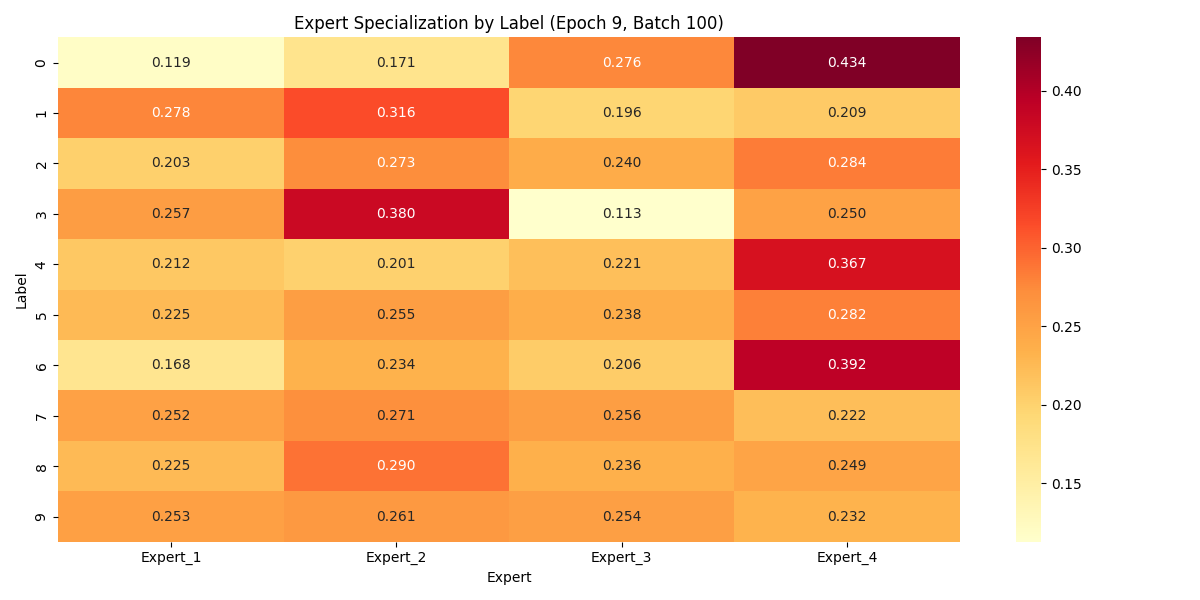 Expert Specialization by Label (Epoch 9, Batch 100)
0 0.119 0.171 0.276 0.434
1 0.278 0.316 0.196 0.209
2 0.203 0.273 0.240 0.284
3 0.257 0.380 0.113 0.250
4 0.212 0.201 0.221 0.367
5 0.225 0.255 0.238 0.282
6 0.168 0.234 0.206 0.392
7 0.252 0.271 0.256 0.222
8 0.225 0.290 0.236 0.249
9 0.253 0.261 0.254 0.232
Label
Expert_1 Expert_2 Expert_3 Expert_4
Expert
0.40
0.35
0.30
0.25
0.20
0.15